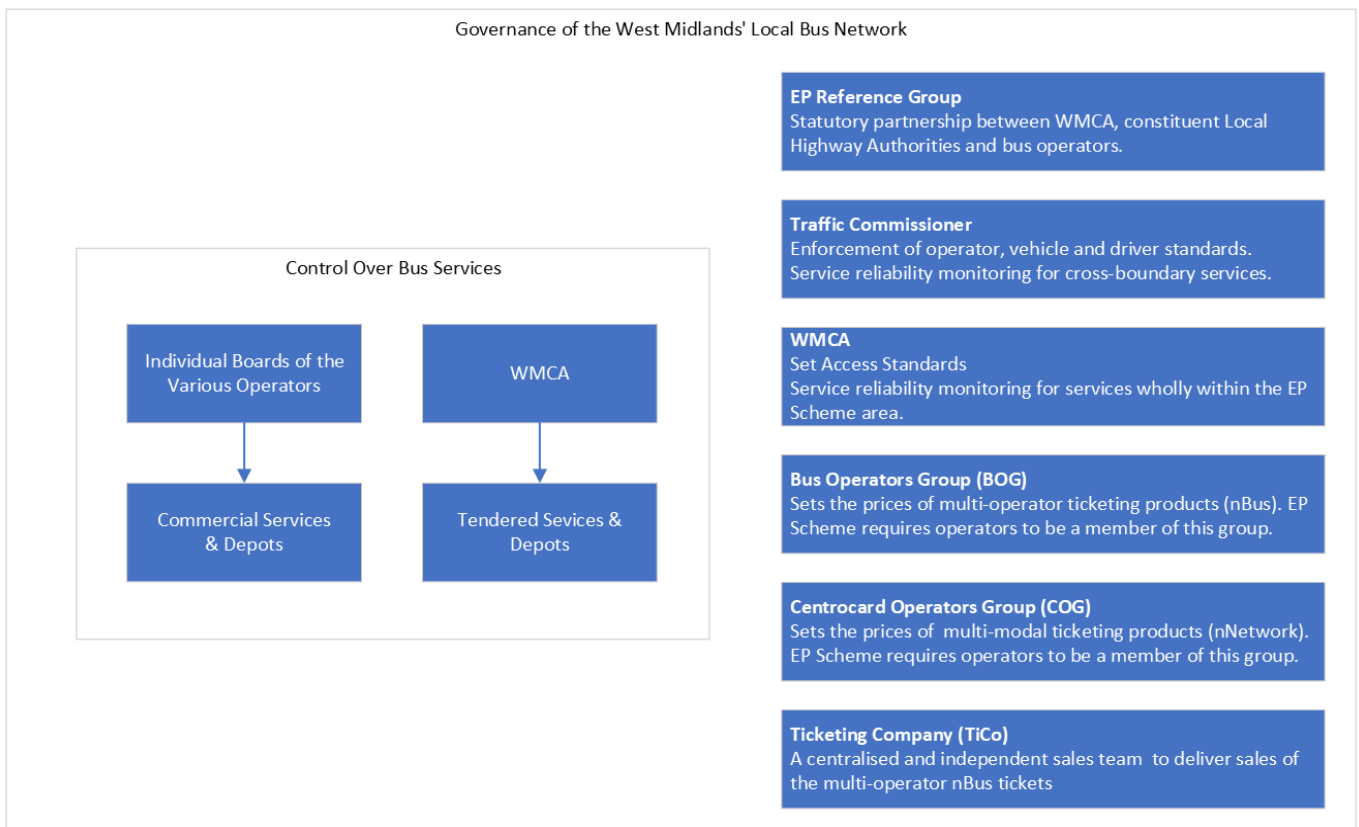 Governance of the West Midlands' Local Bus Network
Control Over Bus Services
Individual Boards of the
Various Operators
WMCA
Commercial Services
& Depots
Tendered Sevices &
Depots
EP Reference Group
Statutory partnership between WMCA, constituent Local
Highway Authorities and bus operators.
Traffic Commissioner
Enforcement of operator, vehicle and driver standards.
Service reliability monitoring for cross-boundary services.
WMCA
Set Access Standards
Service reliability monitoring for services wholly within the EP
Scheme area.
Bus Operators Group (BOG)
Sets the prices of multi-operator ticketing products (nBus). EP
Scheme requires operators to be a member of this group.
Centrocard Operators Group (COG)
Sets the prices of  multi-modal ticketing products (nNetwork).
EP Scheme requires operators to be a member of this group.
Ticketing Company (TiCo)
A centralised and independent sales team  to deliver sales of
the multi-operator nBus tickets